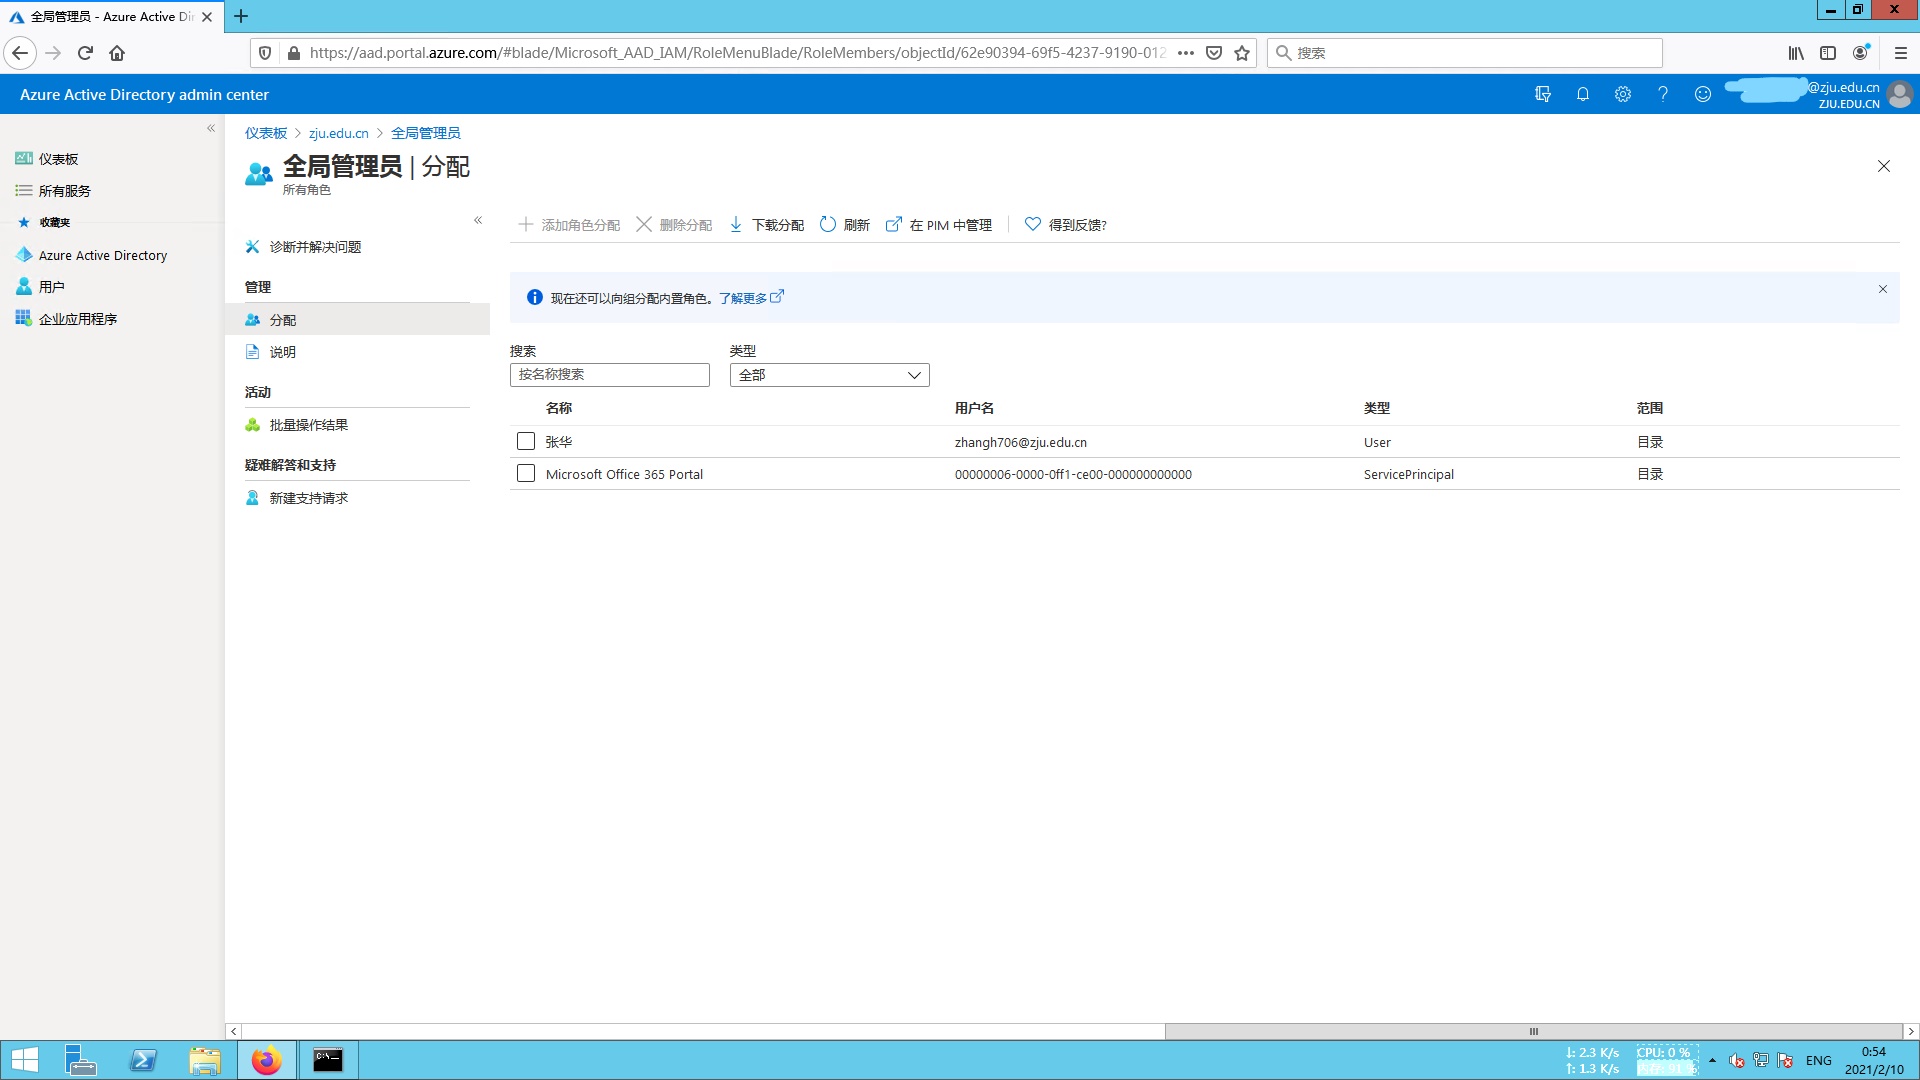 全局管理员 - Azure Active Dir
https://aad.portal.azure.com/#blade/Microsoft_AAD_IAM/RoleMenuBlade/RoleMembers/objectId/62e90394-69f5-4237-9190-012
搜索
Azure Active Directory admin center
@zju.edu.cn
ZJU.EDU.CN
仪表板
所有服务
收藏夹
Azure Active Directory
用户
企业应用程序
仪表板 > zju.edu.cn > 全局管理员
全局管理员 | 分配
所有角色
诊断并解决问题
管理
分配
说明
活动
批量操作结果
疑难解答和支持
新建支持请求
添加角色分配 删除分配 下载分配 刷新 在 PIM 中管理 得到反馈?
现在还可以向组分配内置角色。了解更多
搜索 类型
按名称搜索 全部
名称 用户名 类型 范围
张华 zhangh706@zju.edu.cn User 目录
Microsoft Office 365 Portal 00000006-0000-0ff1-ce00-000000000000 ServicePrincipal 目录
↓: 2.3 K/s CPU: 0 %
↑: 1.3 K/s 内存: 91 %
ENG
0:54
2021/2/10